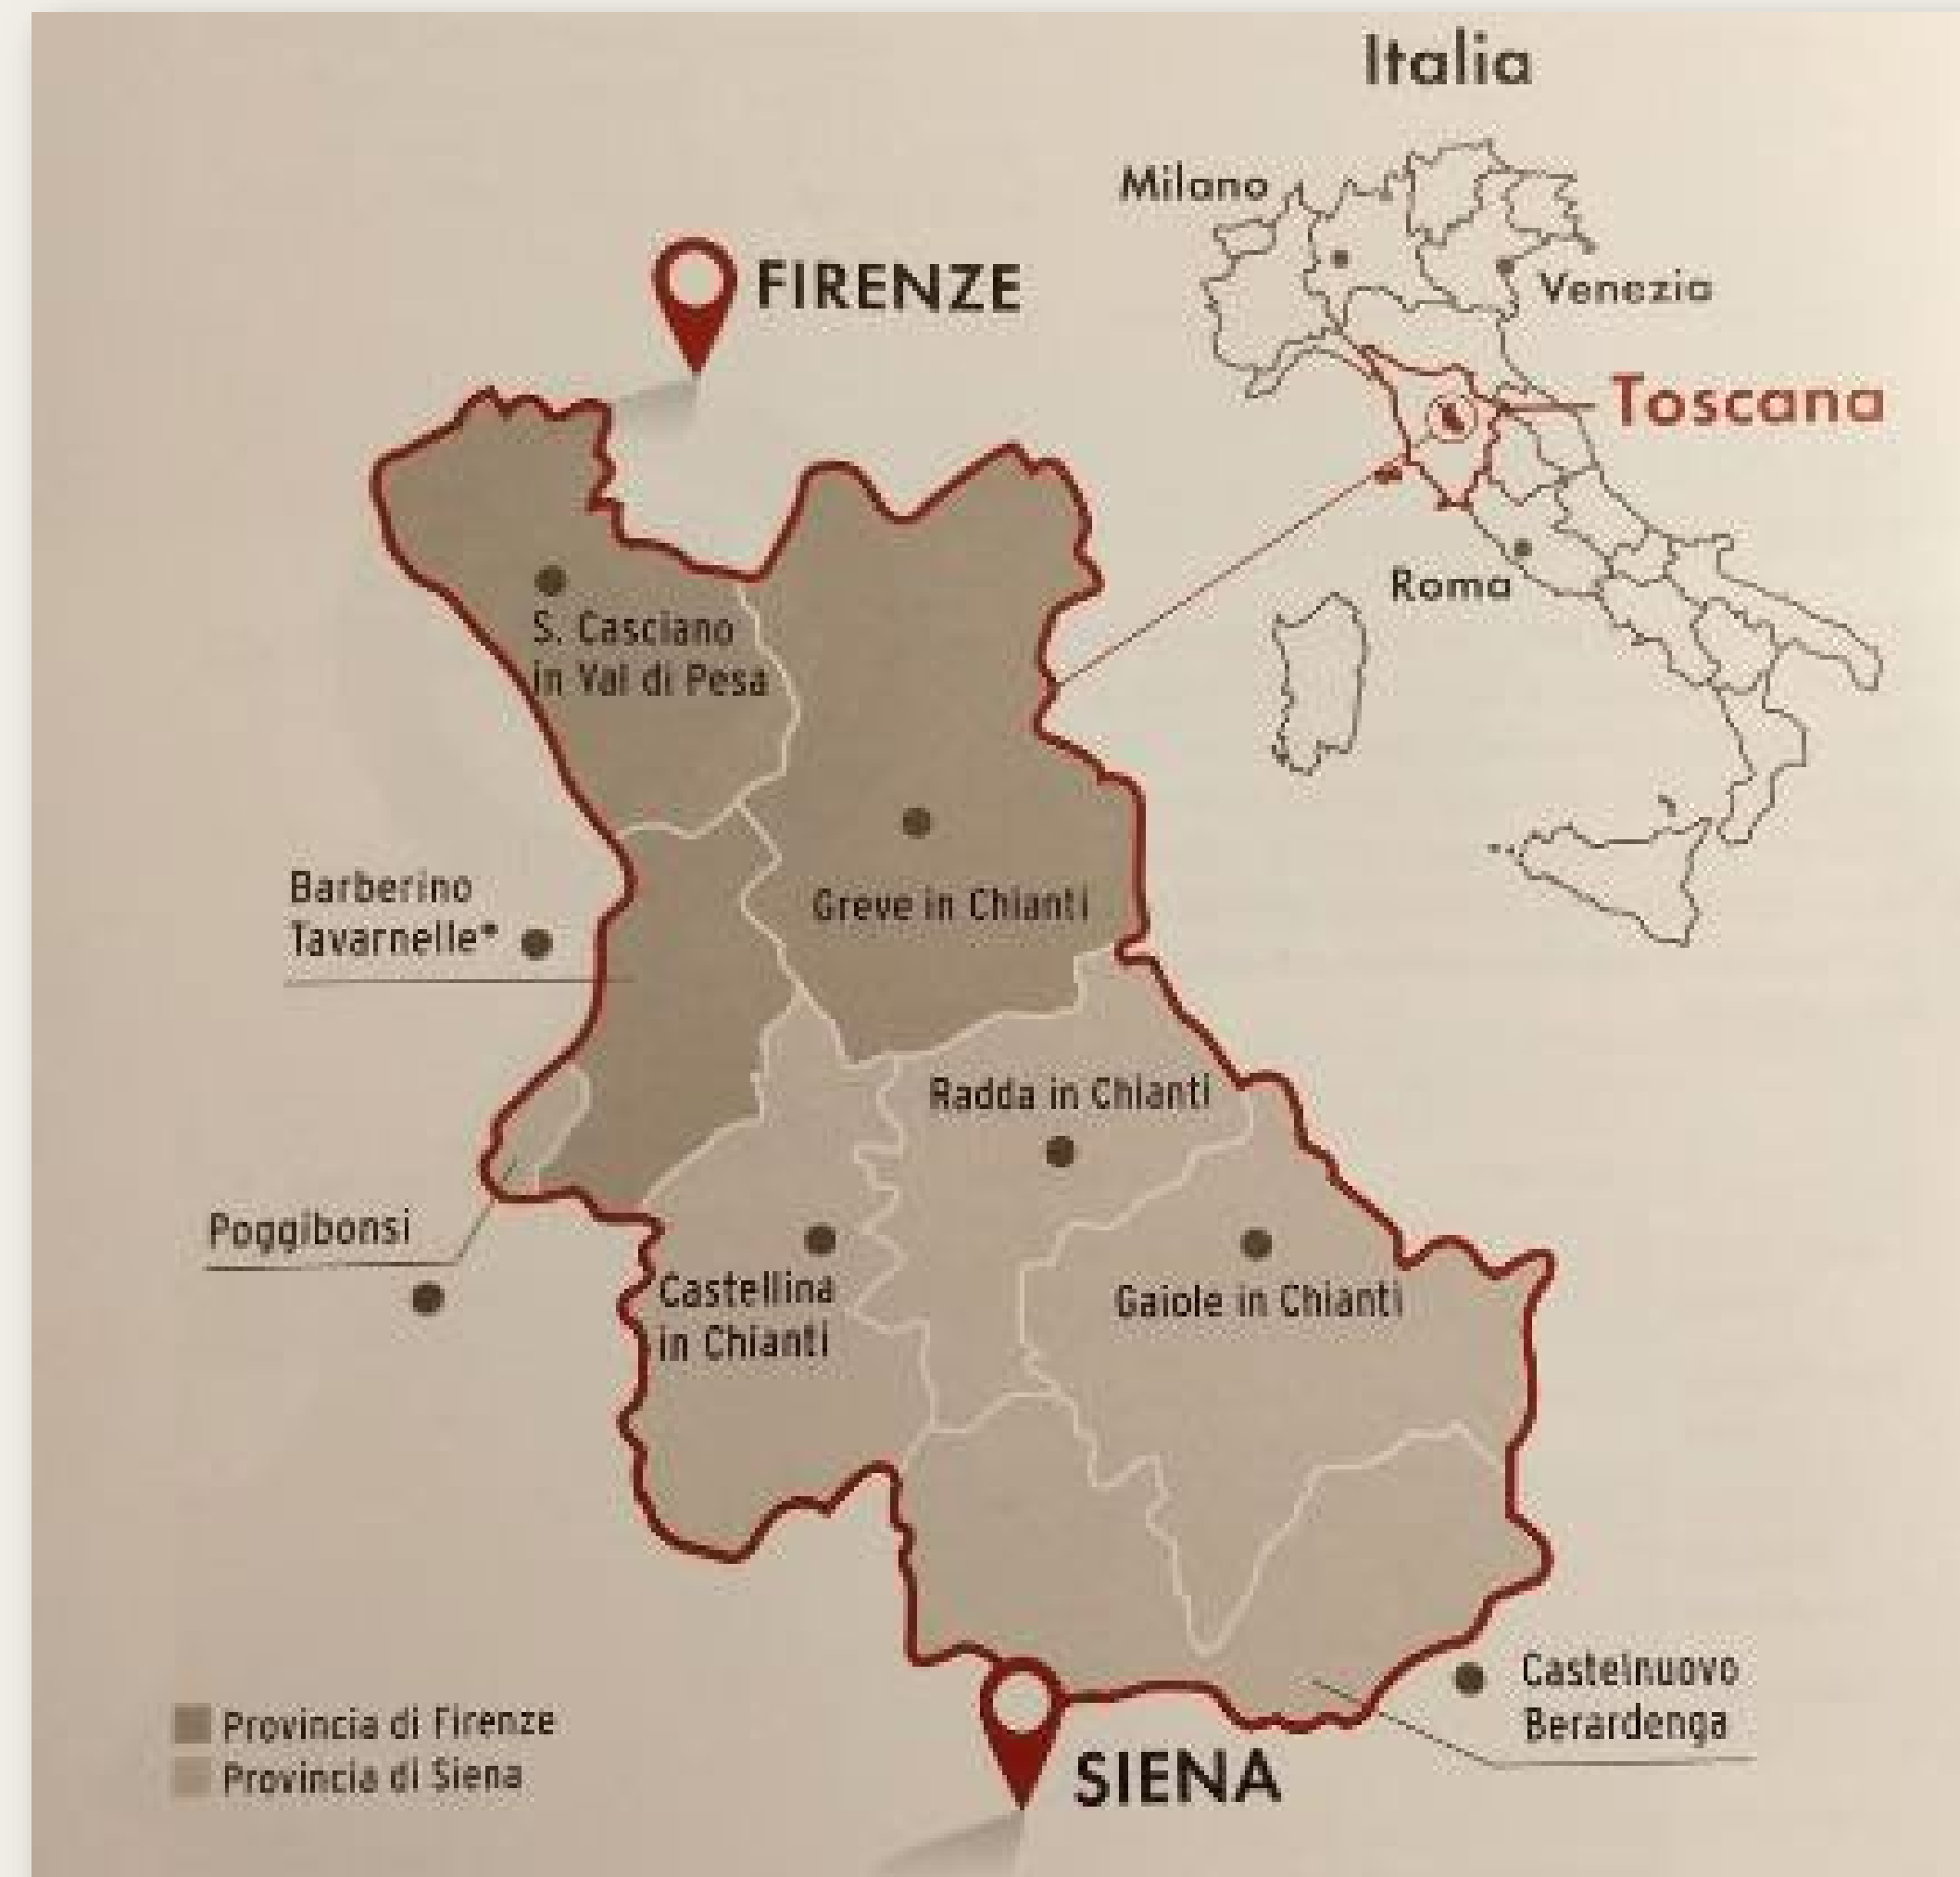 Italia
Milano
Venezia
FIRENZE
Toscana
Roma
S. Casciano
in Val di Pesa
Barberino
Tavarnelle*
Greve in Chianti
Radda in Chianti
Poggibonsi
Castellina
in Chianti
Gaiole in Chianti
Castelnuovo
Berardenga
Provincia di Firenze
Provincia di Siena
SIENA